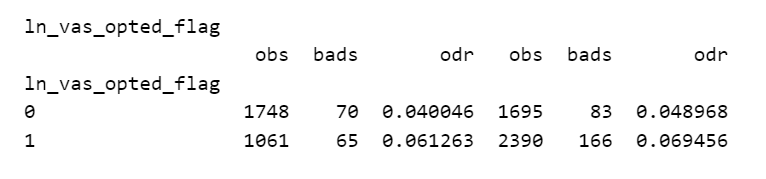 ln_vas_opted_flag
obs bads odr obs bads odr
ln_vas_opted_flag
0 1748 70 0.040046 1695 83 0.048968
1 1061 65 0.061263 2390 166 0.069456